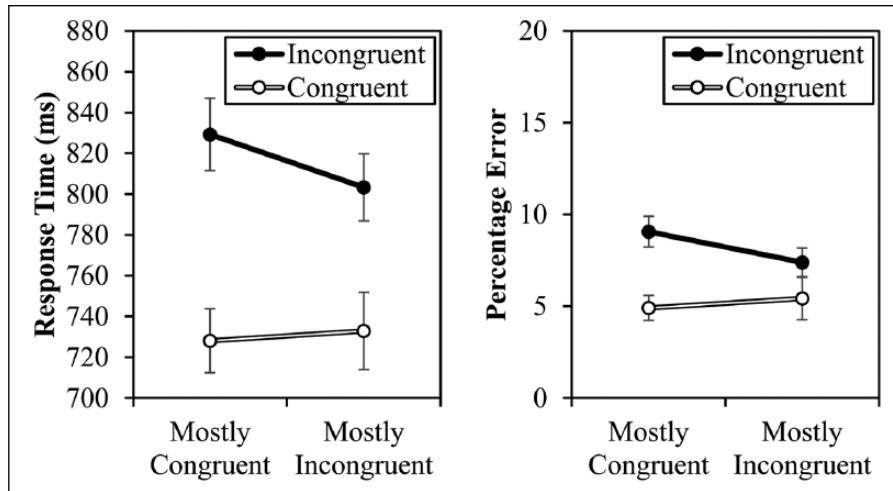 Response Time (ms)
880
860
840
820
800
780
760
740
720
700
Incongruent
Congruent
Mostly
Congruent
Mostly
Incongruent
Percentage Error
20
15
10
5
0
Incongruent
Congruent
Mostly
Congruent
Mostly
Incongruent